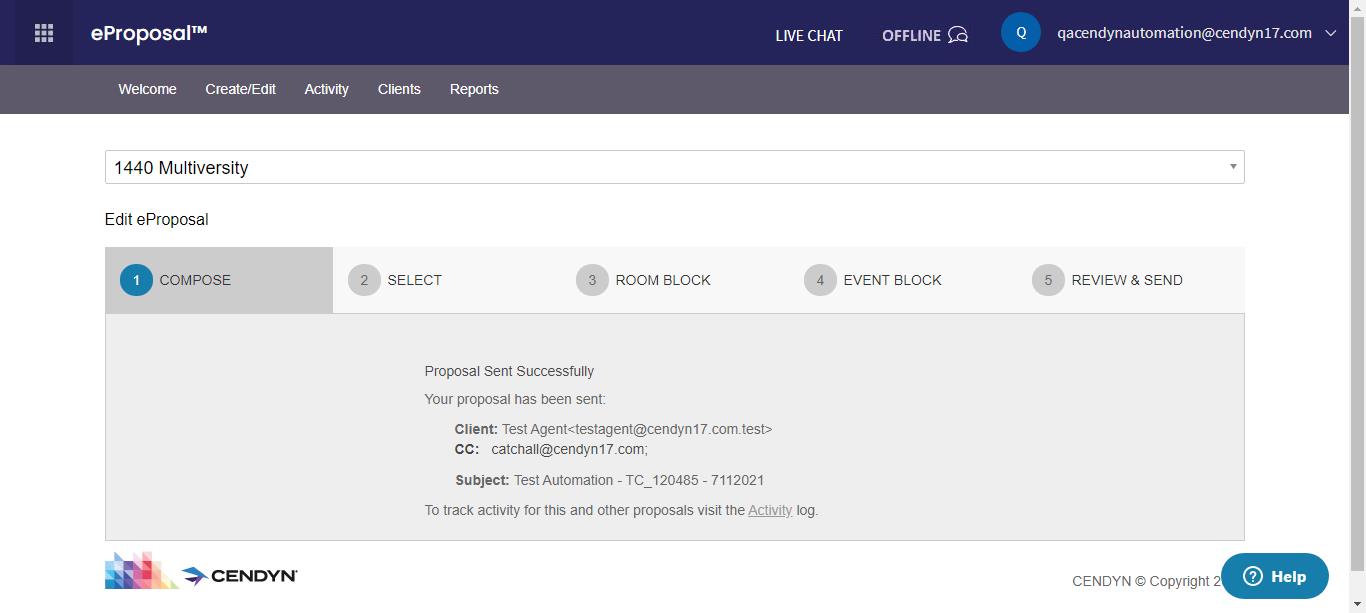 eProposal™
LIVE CHAT
OFFLINE
Q
qacendynautomation@cendyn17.com
Welcome Create/Edit Activity Clients Reports
1440 Multiversity
Edit eProposal
1 COMPOSE
2 SELECT
3 ROOM BLOCK
4 EVENT BLOCK
5 REVIEW & SEND
Proposal Sent Successfully
Your proposal has been sent:
Client: Test Agent<testagent@cendyn17.com.test>
CC: catchall@cendyn17.com;
Subject: Test Automation - TC_120485 - 7112021
To track activity for this and other proposals visit the Activity log.
CENDYN
CENDYN © Copyright 2
? Help